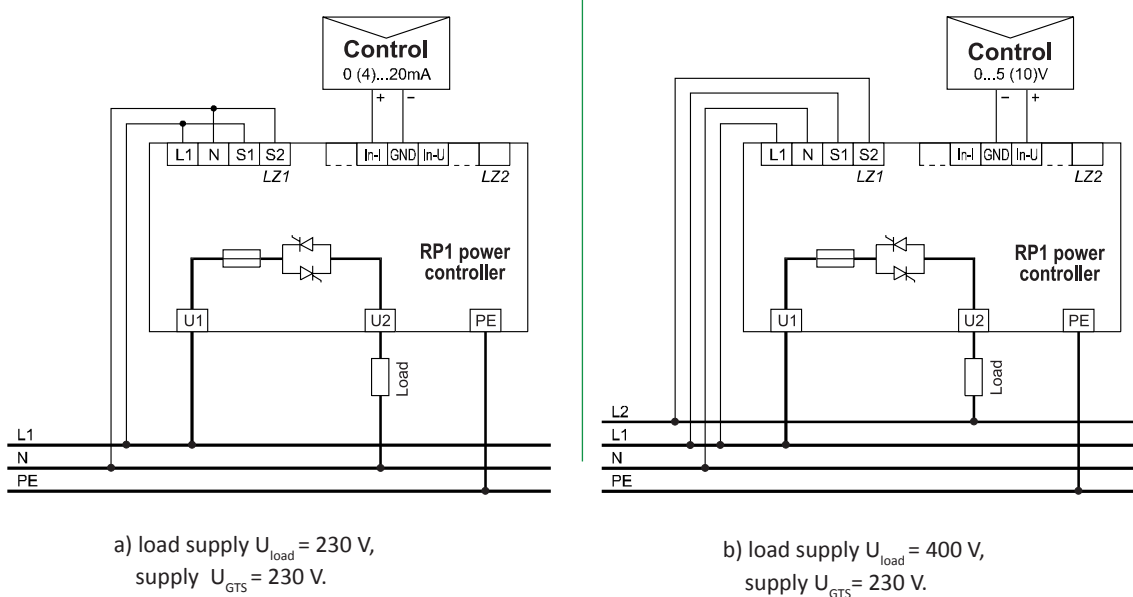 Control
0 (4)...20mA
+ −
L1 N S1 S2
LZ1
In-I GND In-U
LZ2
RP1 power
controller
U1 U2 PE
Load
L1
N
PE
a) load supply U_load = 230 V,
supply U_GTS = 230 V.
Control
0...5 (10)V
− +
L1 N S1 S2
LZ1
In-I GND In-U
LZ2
RP1 power
controller
U1 U2 PE
Load
L2
L1
N
PE
b) load supply U_load = 400 V,
supply U_GTS = 230 V.